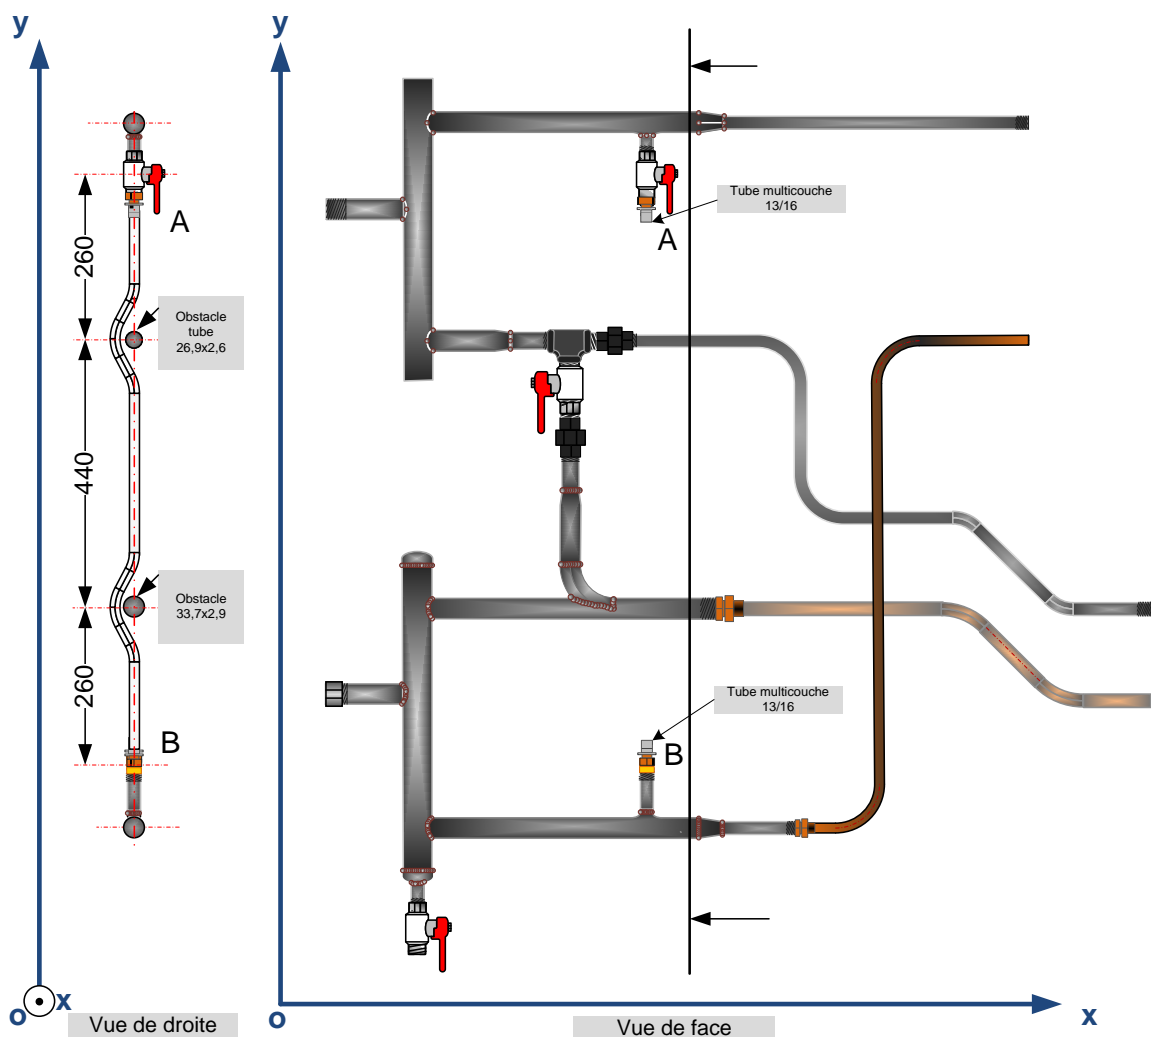 y
y
A
260
Obstacle
tube
26,9x2,6
440
Obstacle
33,7x2,9
260
B
o
x
Vue de droite
Tube multicouche
13/16
A
Tube multicouche
13/16
B
o
x
Vue de face